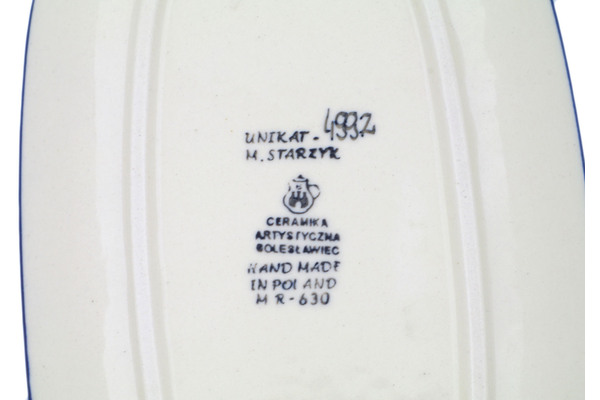 UNIKAT - 4992
M. STARZYK
CERAMIKA
ARTYSTYCZNA
BOLESŁAWIEC
HAND MADE
IN POLAND
M R - 630